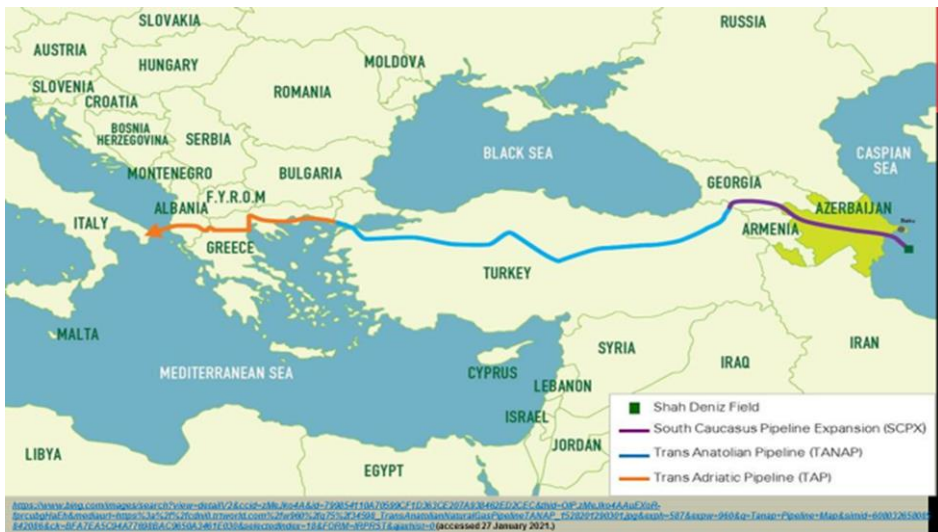 SLOVAKIA
RUSSIA
AUSTRIA
MOLDOVA
HUNGARY
SLOVENIA
ROMANIA
CROATIA
BOSNIA
HERZEGOVINA
SERBIA
BLACK SEA
CASPIAN
SEA
MONTENEGRO
BULGARIA
GEORGIA
F.Y.R.O.M
ALBANIA
AZERBAIJAN
ITALY
ARMENIA
Baku
GREECE
TURKEY
MALTA
IRAN
SYRIA
IRAQ
MEDITERRANEAN SEA
CYPRUS
LEBANON
ISRAEL
JORDAN
LIBYA
EGYPT
Shah Deniz Field
South Caucasus Pipeline Expansion (SCPX)
Trans Anatolian Pipeline (TANAP)
Trans Adriatic Pipeline (TAP)
(accessed 27 January 2021.)